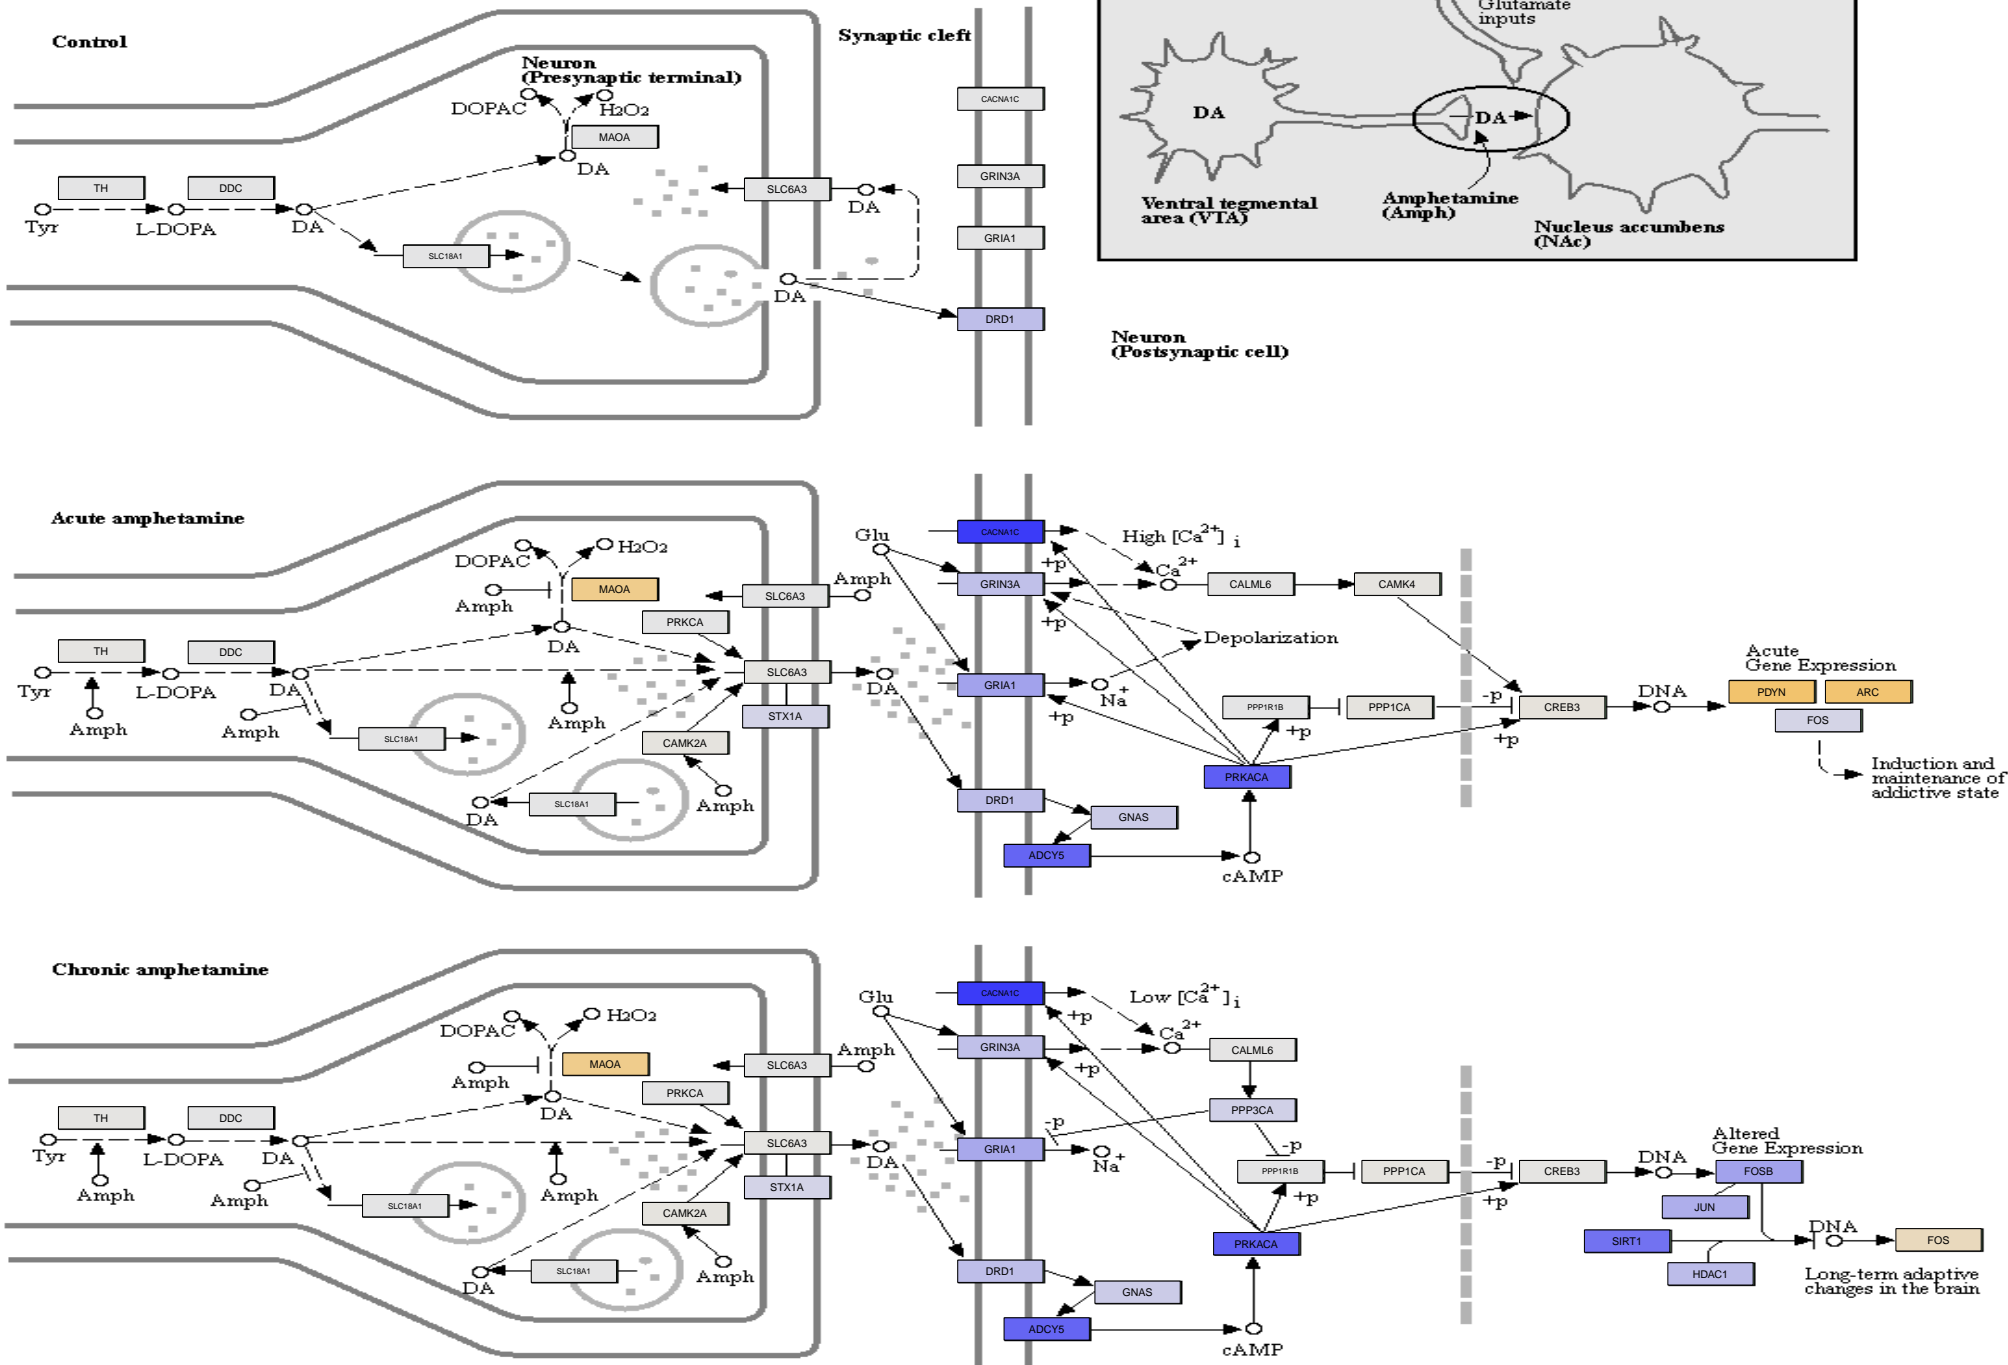 Control
Synaptic cleft
Neuron
(Presynaptic terminal)
DOPAC
H2O2
MAOA
DA
TH
DDC
Tyr
L-DOPA
DA
SLC18A1
SLC6A3
DA
DA
CACNA1C
GRIN3A
GRIA1
DRD1
Glutamate
inputs
DA
DA
Ventral tegmental
area (VTA)
Amphetamine
(Amph)
Nucleus accumbens
(NAc)
Neuron
(Postsynaptic cell)
Acute amphetamine
DOPAC
H2O2
Amph
MAOA
DA
PRKCA
SLC6A3
Amph
TH
DDC
Tyr
L-DOPA
DA
Amph
Amph
Amph
SLC18A1
SLC6A3
STX1A
CAMK2A
Amph
SLC18A1
DA
DA
Glu
CACNA1C
High [Ca2+] i
+p
GRIN3A
Ca2+
CALML6
CAMK4
+p
Depolarization
GRIA1
Na+
+p
PPP1R1B
PPP1CA
-p
CREB3
DNA
+p
+p
PRKACA
DRD1
GNAS
ADCY5
cAMP
Acute
Gene Expression
PDYN
ARC
FOS
Induction and
maintenance of
addictive state
Chronic amphetamine
DOPAC
H2O2
Amph
MAOA
DA
PRKCA
SLC6A3
Amph
TH
DDC
Tyr
L-DOPA
DA
Amph
Amph
Amph
SLC18A1
SLC6A3
STX1A
CAMK2A
Amph
SLC18A1
DA
DA
Glu
CACNA1C
Low [Ca2+] i
+p
GRIN3A
Ca2+
CALML6
+p
PPP3CA
-p
GRIA1
Na+
-p
PPP1R1B
PPP1CA
-p
CREB3
DNA
+p
+p
PRKACA
DRD1
GNAS
ADCY5
cAMP
Altered
Gene Expression
FOSB
JUN
SIRT1
HDAC1
DNA
FOS
Long-term adaptive
changes in the brain